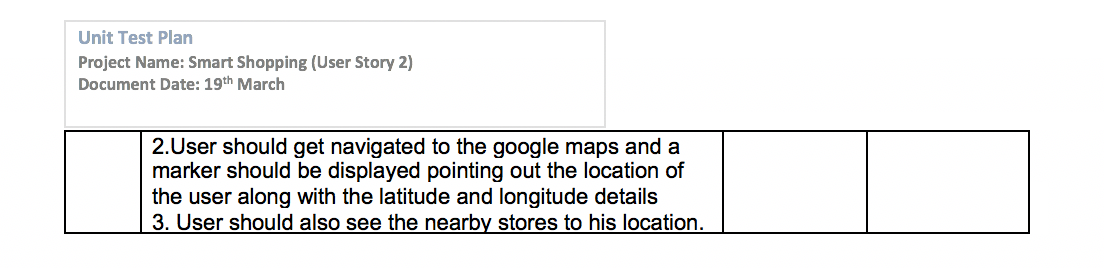 Unit Test Plan
Project Name: Smart Shopping (User Story 2)
Document Date: 19th March
2.User should get navigated to the google maps and a
marker should be displayed pointing out the location of
the user along with the latitude and longitude details
3. User should also see the nearby stores to his location.